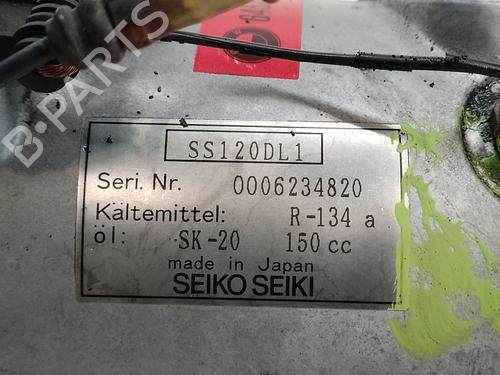 B-PARTS
SS120DL1
Seri. Nr. 0006234820
Kältemittel: R-134 a
öl: SK-20 150 cc
made in Japan
SEIKO SEIKI